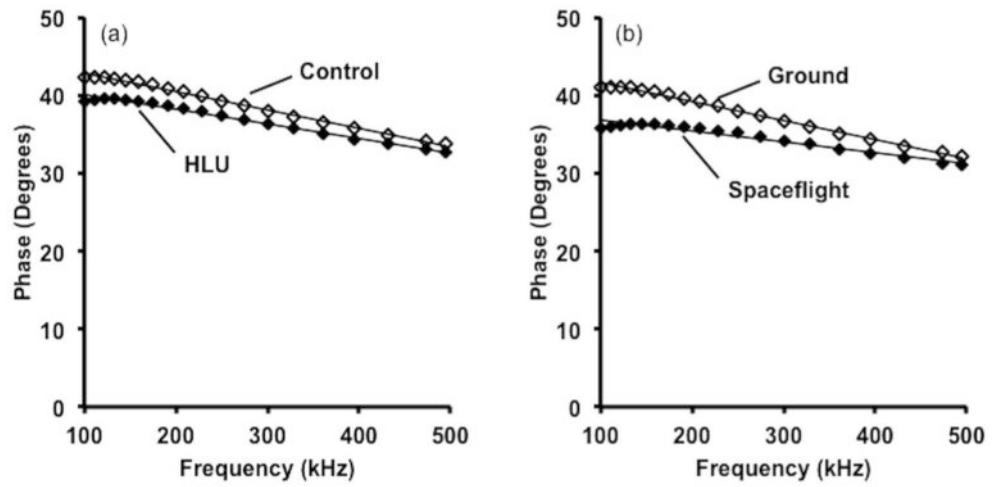 (a)
50
40
30
20
10
0
Phase (Degrees)
Control
HLU
100 200 300 400 500
Frequency (kHz)
(b)
50
40
30
20
10
0
Phase (Degrees)
Ground
Spaceflight
100 200 300 400 500
Frequency (kHz)